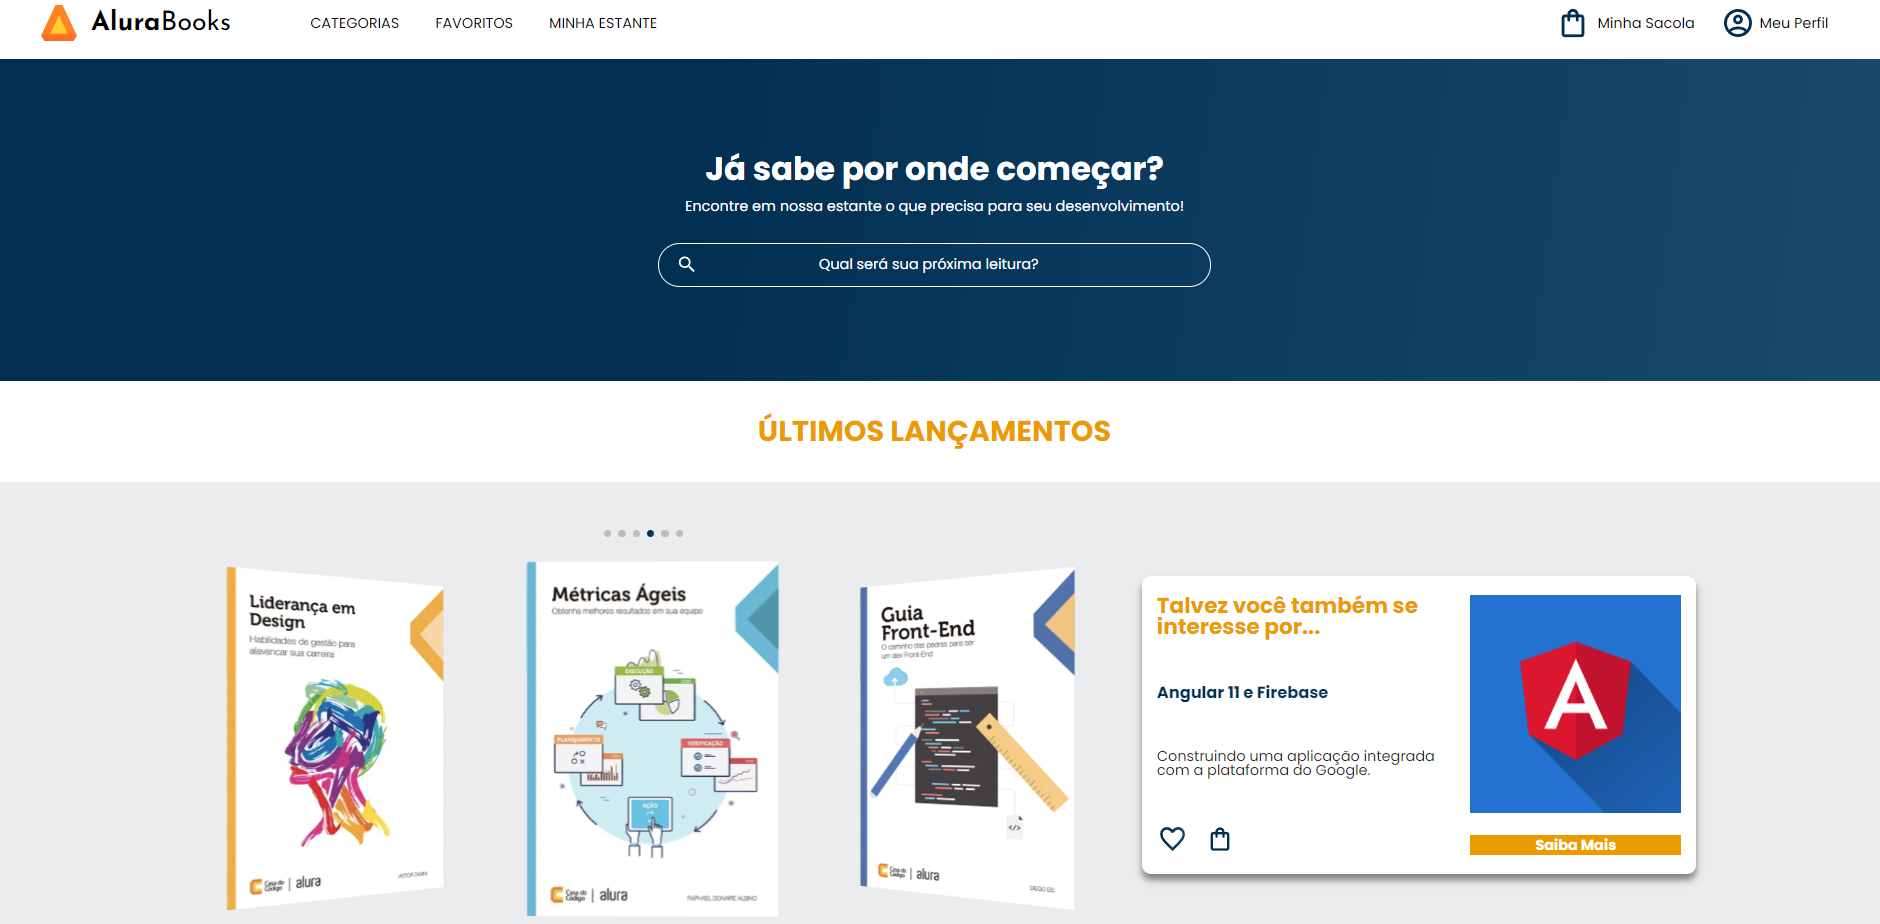 AluraBooks
CATEGORIAS
FAVORITOS
MINHA ESTANTE
Minha Sacola
Meu Perfil
Já sabe por onde começar?
Encontre em nossa estante o que precisa para seu desenvolvimento!
Qual será sua próxima leitura?
ÚLTIMOS LANÇAMENTOS
Liderança em
Design
Habilidades de gestão para
alavancar sua carreira
Casa do
Código
alura
Métricas Ágeis
Obtenha melhores resultados em sua equipe
EXECUÇÃO
PLANEJAMENTO
VERIFICAÇÃO
AÇÃO
Casa do
Código
alura
RAPHAEL DONAIRE ALBINO
Guia
Front-End
O caminho das pedras para ser
um dev Front-End
</>
Casa do
Código
alura
DIEGO EIS
Talvez você também se
interesse por...
Angular 11 e Firebase
Construindo uma aplicação integrada
com a plataforma do Google.
A
Saiba Mais